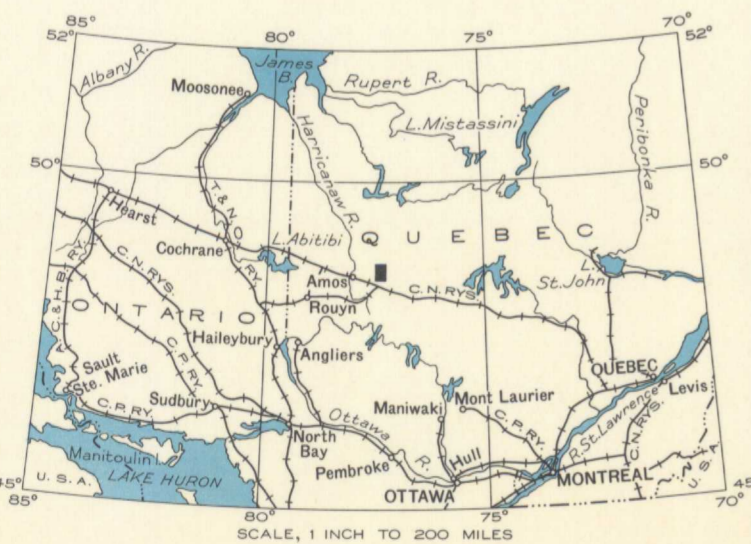 85°
80°
75°
70°
52°
52°
Albany R.
James
B.
Moosonee
Rupert R.
L. Mistassini
Peribonka R.
Harricanaw R.
50°
50°
Hearst
T. & N.O. RY.
L. Abitibi
QUEBEC
Cochrane
C.N. RYS.
Amos
C.N. RYS.
L.
St. John
A.C. & H.B. RY.
ONTARIO
Rouyn
Haileybury
Angliers
C.P. RY.
Sault
Ste. Marie
Sudbury
C.P. RY.
QUEBEC
Levis
Mont Laurier
Maniwaki
C.P. RY.
R. St. Lawrence
C.N. RYS.
Ottawa R.
North
Bay
Manitoulin I.
Pembroke
Hull
OTTAWA
MONTREAL
U.S.A.
LAKE HURON
U.S.A.
45°
45°
85°
80°
75°
70°
SCALE, 1 INCH TO 200 MILES